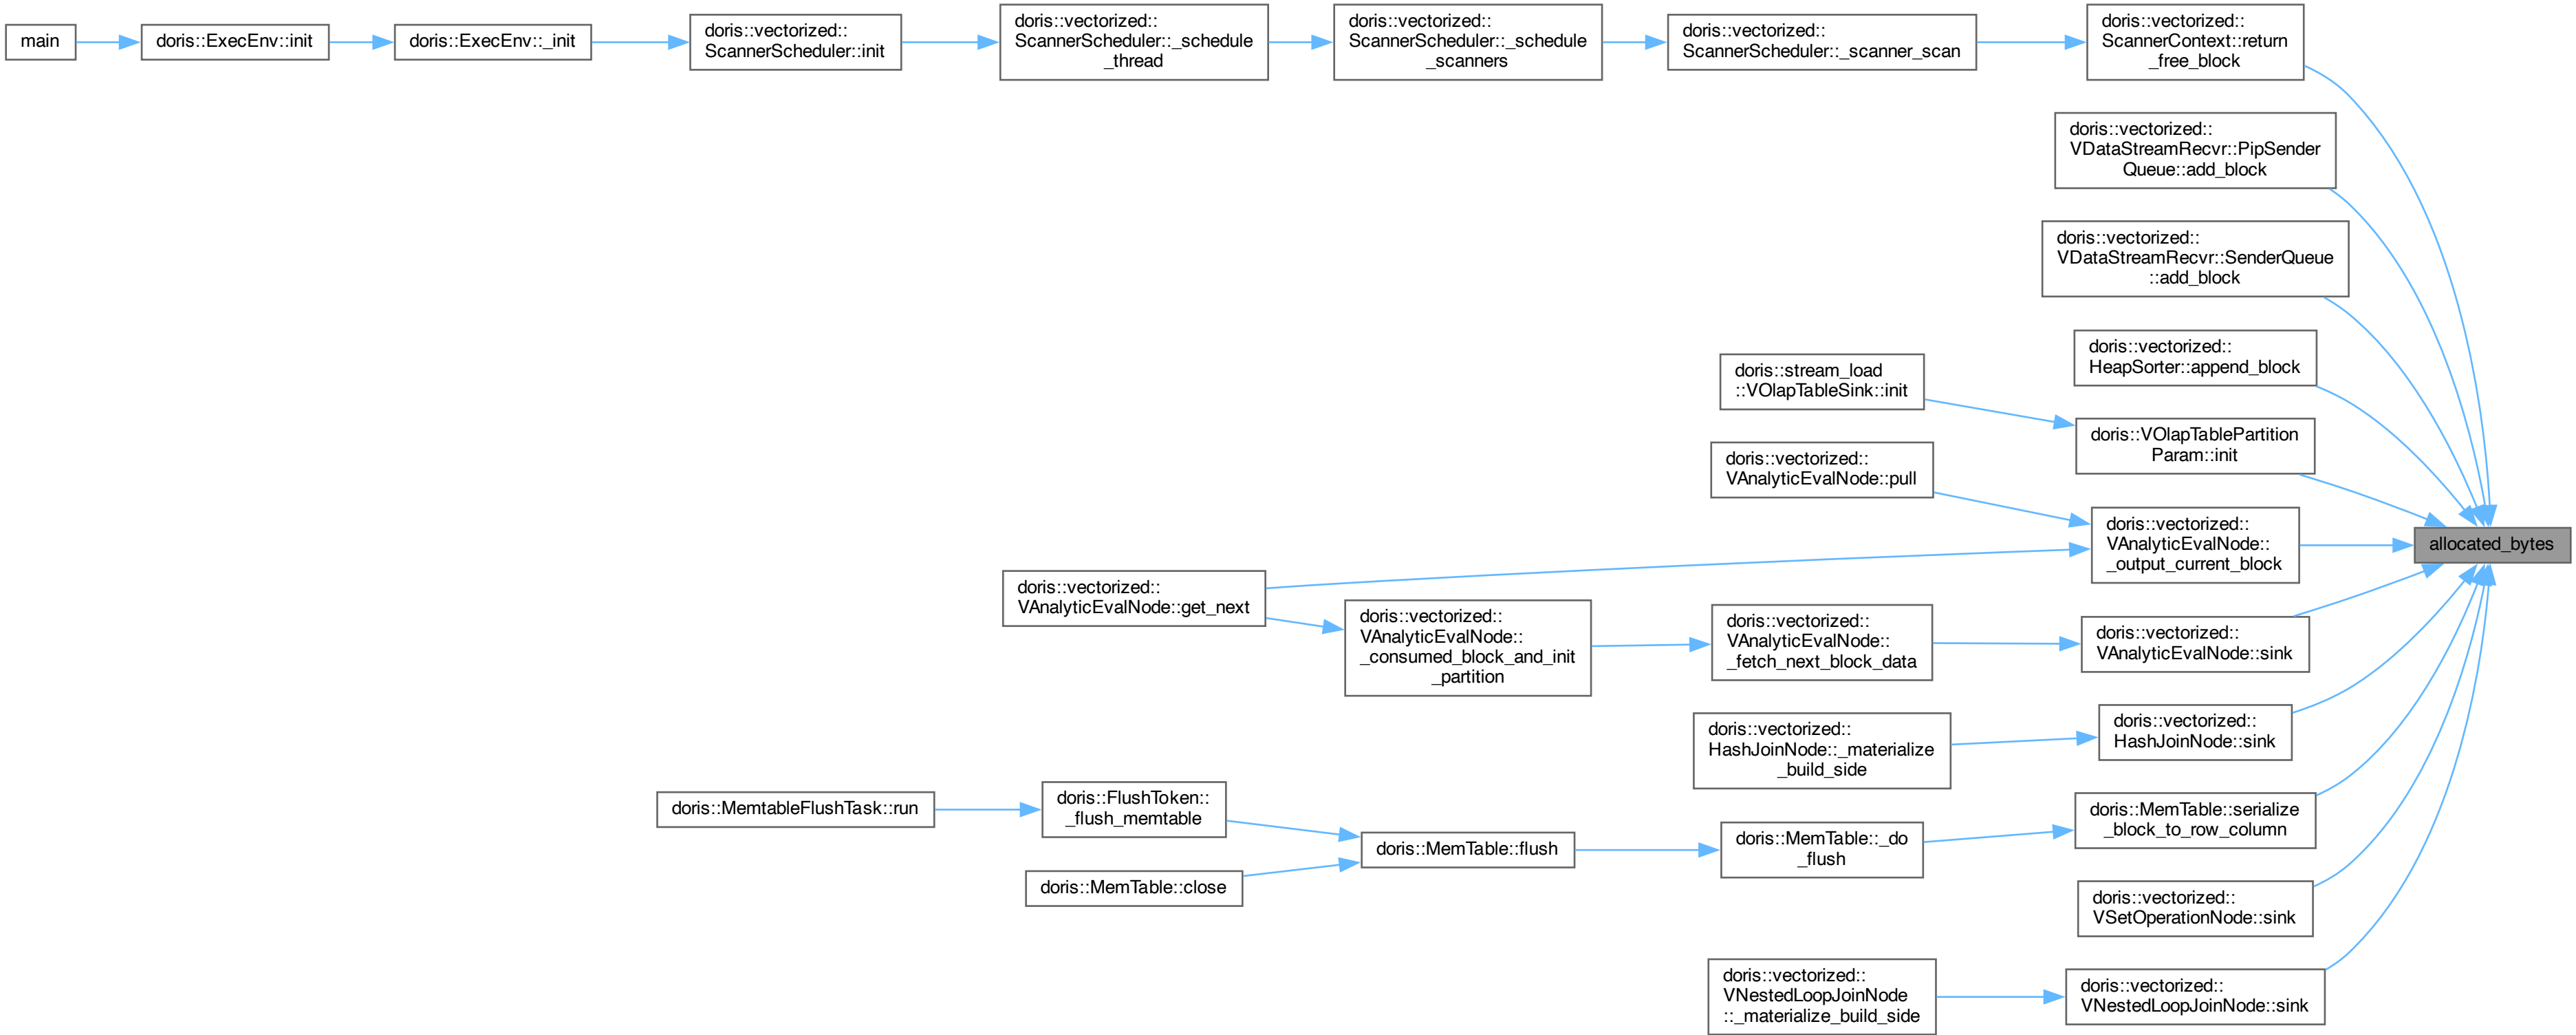 main
doris::ExecEnv::init
doris::ExecEnv::_init
doris::vectorized::
ScannerScheduler::init
doris::vectorized::
ScannerScheduler::_schedule
_thread
doris::vectorized::
ScannerScheduler::_schedule
_scanners
doris::vectorized::
ScannerScheduler::_scanner_scan
doris::vectorized::
ScannerContext::return
_free_block
doris::vectorized::
VDataStreamRecvr::PipSender
Queue::add_block
doris::vectorized::
VDataStreamRecvr::SenderQueue
::add_block
doris::vectorized::
HeapSorter::append_block
doris::stream_load
::VOlapTableSink::init
doris::VOlapTablePartition
Param::init
doris::vectorized::
VAnalyticEvalNode::pull
doris::vectorized::
VAnalyticEvalNode::
_output_current_block
allocated_bytes
doris::vectorized::
VAnalyticEvalNode::get_next
doris::vectorized::
VAnalyticEvalNode::
_consumed_block_and_init
_partition
doris::vectorized::
VAnalyticEvalNode::
_fetch_next_block_data
doris::vectorized::
VAnalyticEvalNode::sink
doris::vectorized::
HashJoinNode::_materialize
_build_side
doris::vectorized::
HashJoinNode::sink
doris::MemtableFlushTask::run
doris::FlushToken::
_flush_memtable
doris::MemTable::close
doris::MemTable::flush
doris::MemTable::_do
_flush
doris::MemTable::serialize
_block_to_row_column
doris::vectorized::
VSetOperationNode::sink
doris::vectorized::
VNestedLoopJoinNode
::_materialize_build_side
doris::vectorized::
VNestedLoopJoinNode::sink